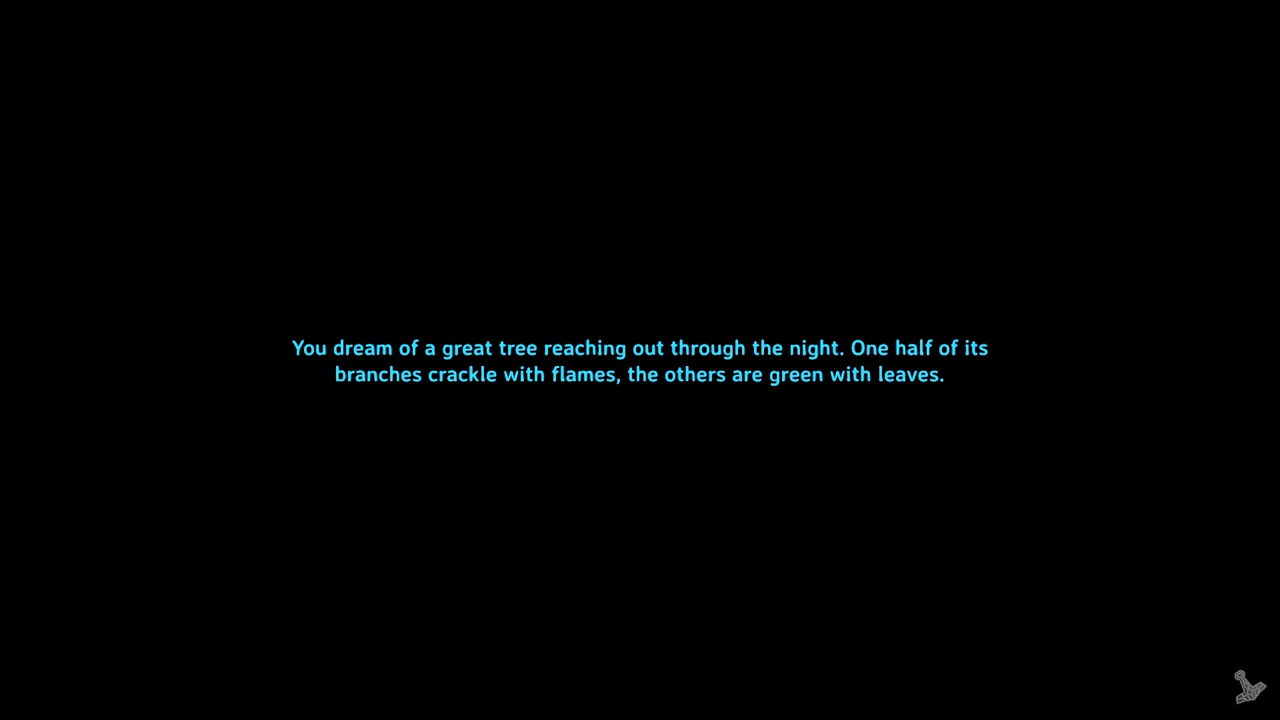 You dream of a great tree reaching out through the night. One half of its
branches crackle with flames, the others are green with leaves.